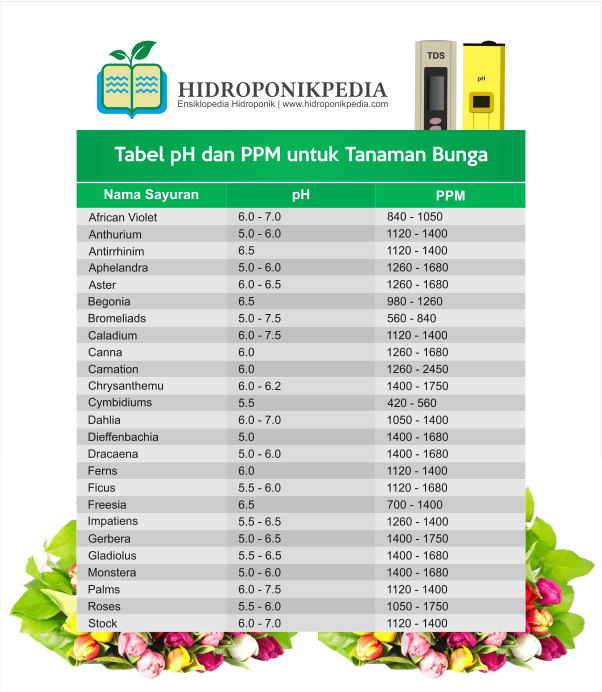 TDS
pH
HIDROPONIKPEDIA
Ensiklopedia Hidroponik | www.hidroponikpedia.com
Tabel pH dan PPM untuk Tanaman Bunga
Nama Sayuran pH PPM
African Violet 6.0 - 7.0 840 - 1050
Anthurium 5.0 - 6.0 1120 - 1400
Antirrhinim 6.5 1120 - 1400
Aphelandra 5.0 - 6.0 1260 - 1680
Aster 6.0 - 6.5 1260 - 1680
Begonia 6.5 980 - 1260
Bromeliads 5.0 - 7.5 560 - 840
Caladium 6.0 - 7.5 1120 - 1400
Canna 6.0 1260 - 1680
Carnation 6.0 1260 - 2450
Chrysanthemu 6.0 - 6.2 1400 - 1750
Cymbidiums 5.5 420 - 560
Dahlia 6.0 - 7.0 1050 - 1400
Dieffenbachia 5.0 1400 - 1680
Dracaena 5.0 - 6.0 1400 - 1680
Ferns 6.0 1120 - 1400
Ficus 5.5 - 6.0 1120 - 1680
Freesia 6.5 700 - 1400
Impatiens 5.5 - 6.5 1260 - 1400
Gerbera 5.0 - 6.5 1400 - 1750
Gladiolus 5.5 - 6.5 1400 - 1680
Monstera 5.0 - 6.0 1400 - 1680
Palms 6.0 - 7.5 1120 - 1400
Roses 5.5 - 6.0 1050 - 1750
Stock 6.0 - 7.0 1120 - 1400